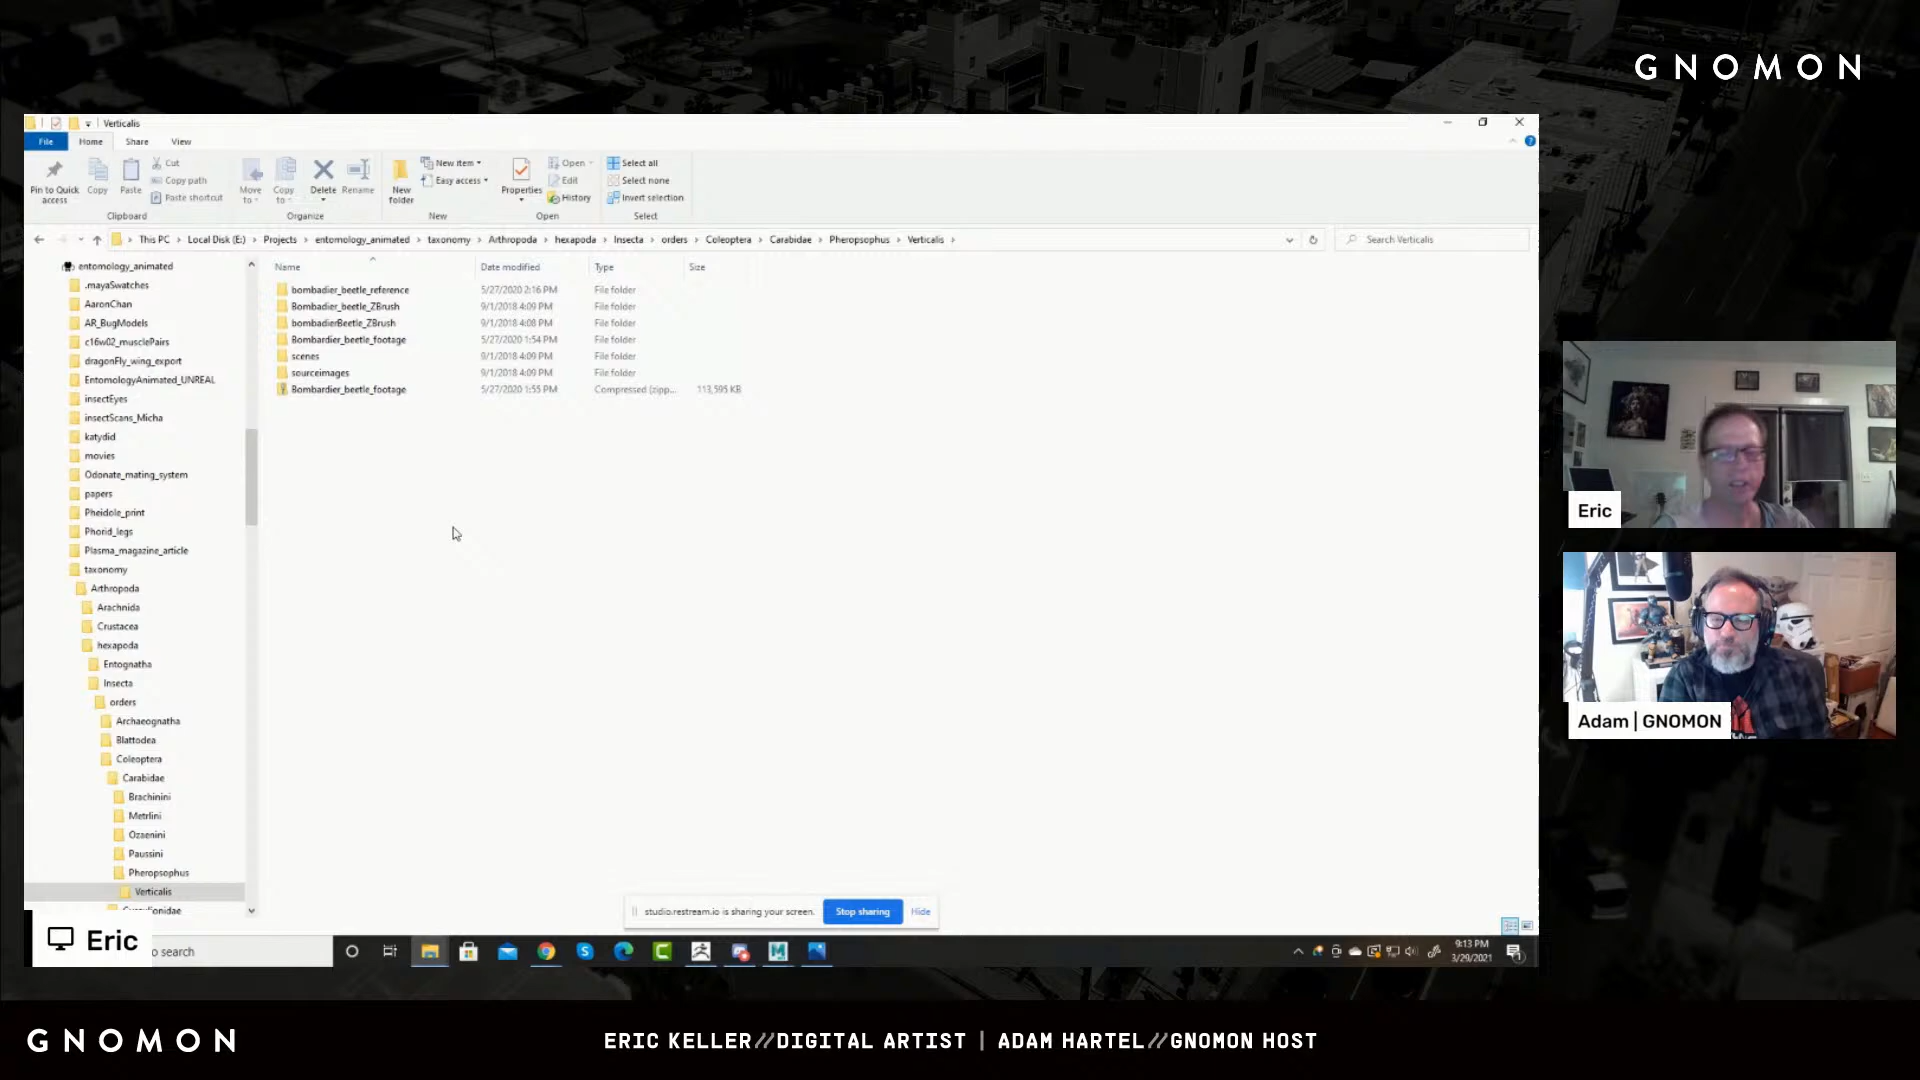 GNOMON
Verticalis
File Home Share View
Pin to Quick access
Copy
Paste
Cut
Copy path
Paste shortcut
Clipboard
Move to
Copy to
Delete
Rename
Organize
New folder
New item
Easy access
New
Properties
Open
Edit
History
Open
Select all
Select none
Invert selection
Select
This PC › Local Disk (E:) › Projects › entomology_animated › taxonomy › Arthropoda › hexapoda › Insecta › orders › Coleoptera › Carabidae › Pheropsophus › Verticalis ›
Search Verticalis
entomology_animated
.mayaSwatches
AaronChan
AR_BugModels
c16w02_musclePairs
dragonFly_wing_export
EntomologyAnimated_UNREAL
insectEyes
insectScans_Micha
katydid
movies
Odonate_mating_system
papers
Pheidole_print
Phorid_legs
Plasma_magazine_article
taxonomy
Arthropoda
Arachnida
Crustacea
hexapoda
Entognatha
Insecta
orders
Archaeognatha
Blattodea
Coleoptera
Carabidae
Brachinini
Metrlini
Ozaenini
Paussini
Pheropsophus
Verticalis
Name Date modified Type Size
bombadier_beetle_reference 5/27/2020 2:16 PM File folder
Bombadier_beetle_ZBrush 9/1/2018 4:09 PM File folder
bombadierBeetle_ZBrush 9/1/2018 4:08 PM File folder
Bombardier_beetle_footage 5/27/2020 1:54 PM File folder
scenes 9/1/2018 4:09 PM File folder
sourceimages 9/1/2018 4:09 PM File folder
Bombardier_beetle_footage 5/27/2020 1:55 PM Compressed (zipp... 113,595 KB
studio.restream.io is sharing your screen. Stop sharing Hide
Eric
o search
9:13 PM
3/29/2021
Eric
Adam | GNOMON
GNOMON
ERIC KELLER//DIGITAL ARTIST | ADAM HARTEL//GNOMON HOST